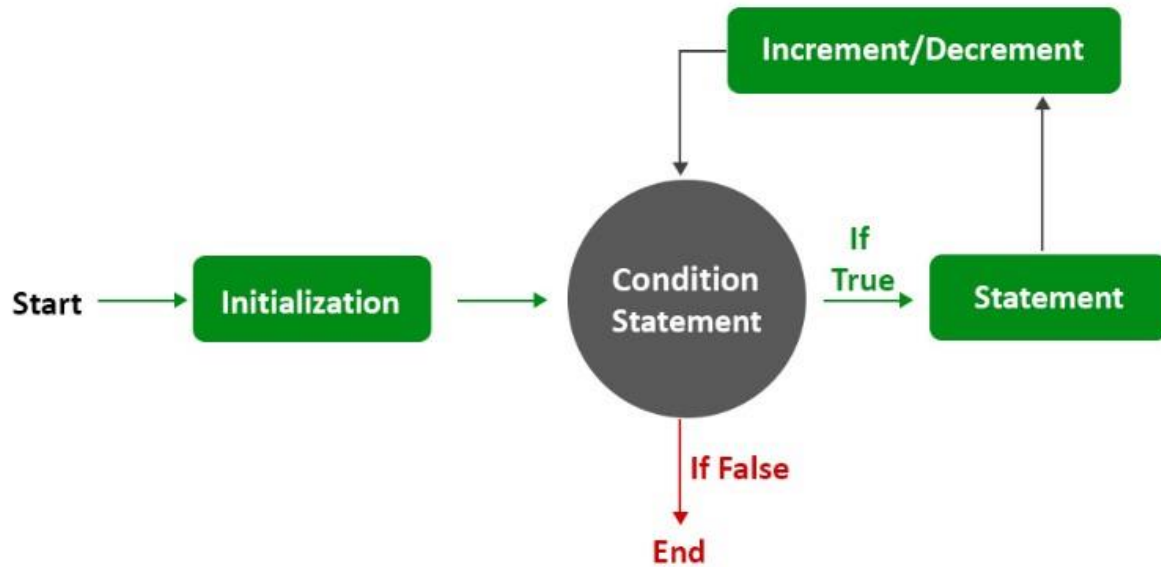 Increment/Decrement
Start
Initialization
Condition
Statement
If
True
Statement
If False
End